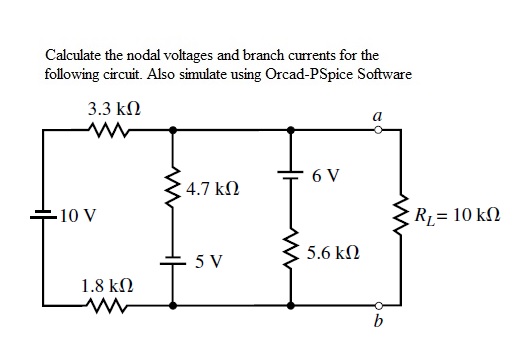 Calculate the nodal voltages and branch currents for the
following circuit. Also simulate using Orcad-PSpice Software
3.3 kΩ
a
6 V
4.7 kΩ
10 V
R_L = 10 kΩ
5.6 kΩ
5 V
1.8 kΩ
b